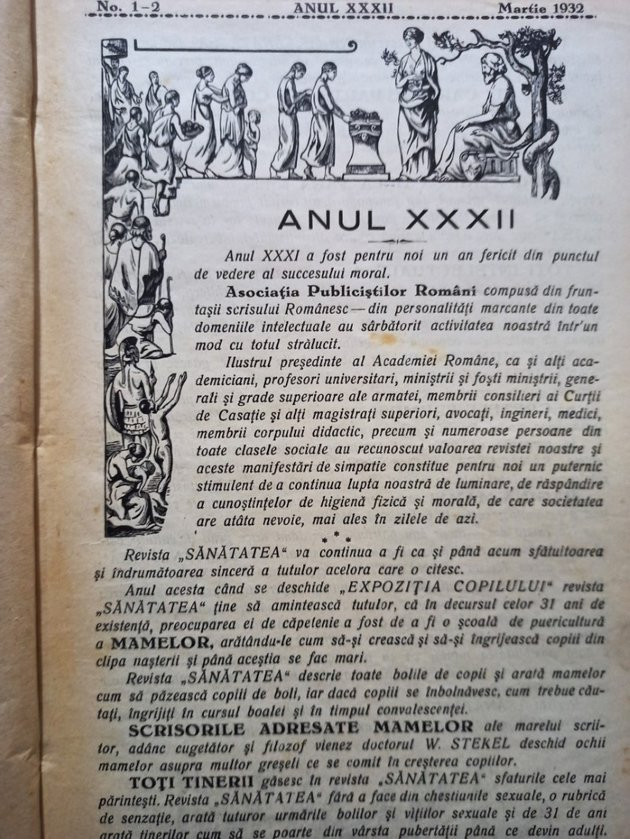 No. 1-2 ANUL XXXII Martie 1932
ANUL XXXII
Anul XXXI a fost pentru noi un an fericit din punctul
de vedere al succesului moral.
Asociația Publiciștilor Români compusă din frun-
tașii scrisului Românesc—din personalități marcante din toate
domeniile intelectuale au sărbătorit activitatea noastră într'un
mod cu totul strălucit.
Ilustrul președinte al Academiei Române, ca și alți aca-
demiciani, profesori universitari, miniștrii și foști miniștrii, gene-
rali și grade superioare ale armatei, membrii consilieri ai Curții
de Casație și alți magistrați superiori, avocați, ingineri, medici,
membrii corpului didactic, precum și numeroase persoane din
toate clasele sociale au recunoscut valoarea revistei noastre și
aceste manifestări de simpatie constitue pentru noi un puternic
stimulent de a continua lupta noastră de luminare, de răspândire
a cunoștințelor de higienă fizică și morală, de care societatea
are atâta nevoie, mai ales în zilele de azi.
* * *
Revista „SĂNĂTATEA“ va continua a fi ca și până acum sfătuitoarea
și îndrumătoarea sinceră a tutulor acelora care o citesc.
Anul acesta când se deschide „EXPOZIȚIA COPILULUI“ revista
„SĂNĂTATEA“ ține să amintească tutulor, că în decursul celor 31 ani de
existență, preocuparea ei de căpetenie a fost de a fi o școală de puericultură
a MAMELOR, arătându-le cum să-și crească și să-și îngrijească copiii din
clipa nașterii și până aceștia se fac mari.
Revista „SĂNĂTATEA“ descrie toate bolile de copii și arată mamelor
cum să păzească copiii de boli, iar dacă copiii se îmbolnăvesc, cum trebue cău-
tați, îngrijiți în cursul boalei și în timpul convalescenței.
SCRISORILE ADRESATE MAMELOR ale marelui scrii-
tor, adânc cugetător și filozof vienez doctorul W. STEKEL deschid ochii
mamelor asupra multor greșeli ce se comit în creșterea copiilor.
TOȚI TINERII găsesc în revista „SĂNĂTATEA“ sfaturile cele mai
părintești. Revista „SĂNĂTATEA“ fără a face din chestiunile sexuale, o rubrică
de senzație, arată tuturor urmările bolilor și vițiilor sexuale și de 31 de ani
arată tinerilor cum să se poarte din vârsta pubertății până ce devin adulți.